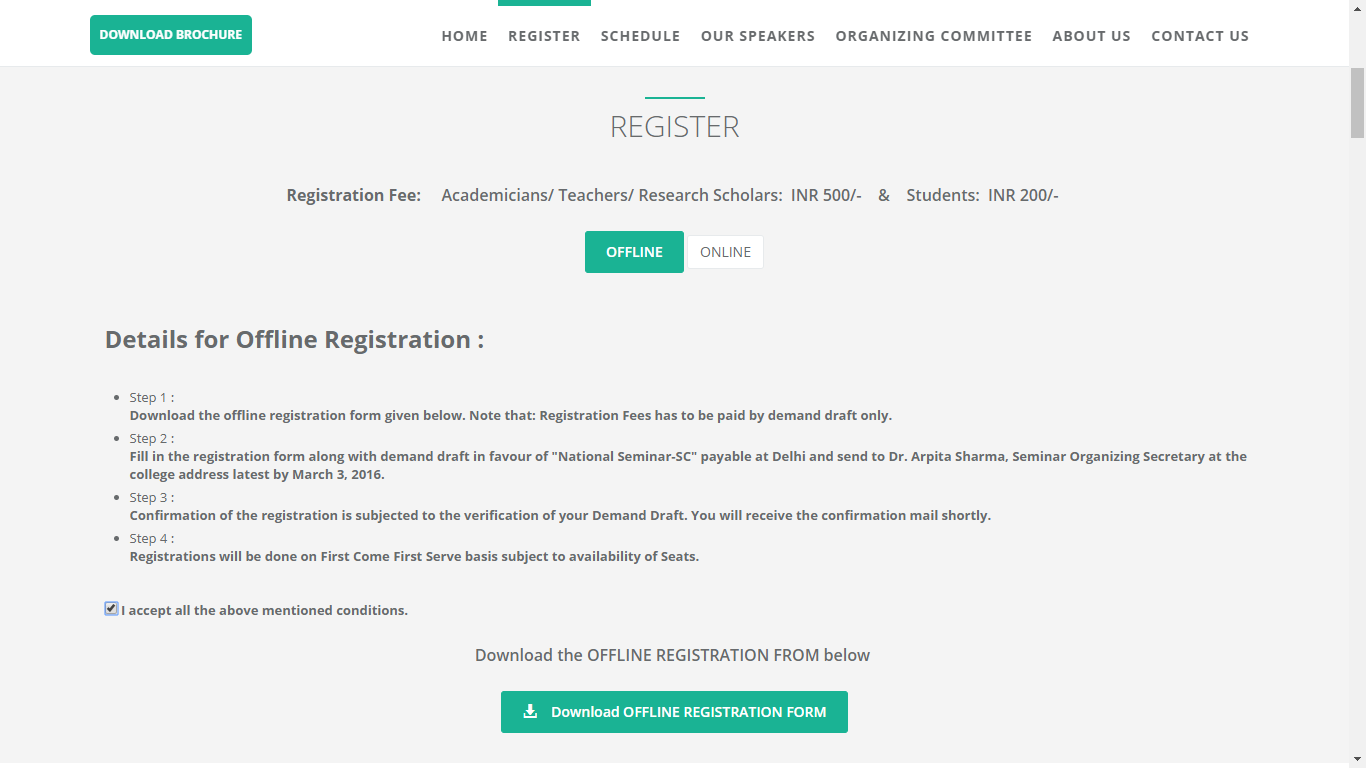 DOWNLOAD BROCHURE
HOME REGISTER SCHEDULE OUR SPEAKERS ORGANIZING COMMITTEE ABOUT US CONTACT US
REGISTER
Registration Fee: Academicians/ Teachers/ Research Scholars: INR 500/- & Students: INR 200/-
OFFLINE ONLINE
Details for Offline Registration :
Step 1 :
Download the offline registration form given below. Note that: Registration Fees has to be paid by demand draft only.
Step 2 :
Fill in the registration form along with demand draft in favour of "National Seminar-SC" payable at Delhi and send to Dr. Arpita Sharma, Seminar Organizing Secretary at the
college address latest by March 3, 2016.
Step 3 :
Confirmation of the registration is subjected to the verification of your Demand Draft. You will receive the confirmation mail shortly.
Step 4 :
Registrations will be done on First Come First Serve basis subject to availability of Seats.
I accept all the above mentioned conditions.
Download the OFFLINE REGISTRATION FROM below
Download OFFLINE REGISTRATION FORM